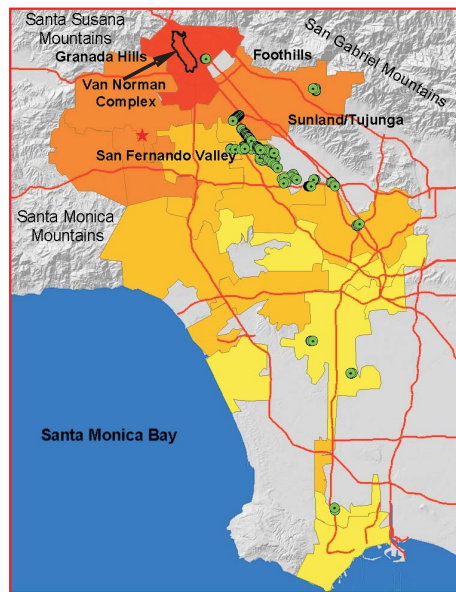 Santa Susana
Mountains
Granada Hills
Van Norman
Complex
Foothills
San Gabriel Mountains
Sunland/Tujunga
San Fernando Valley
Santa Monica
Mountains
Santa Monica Bay